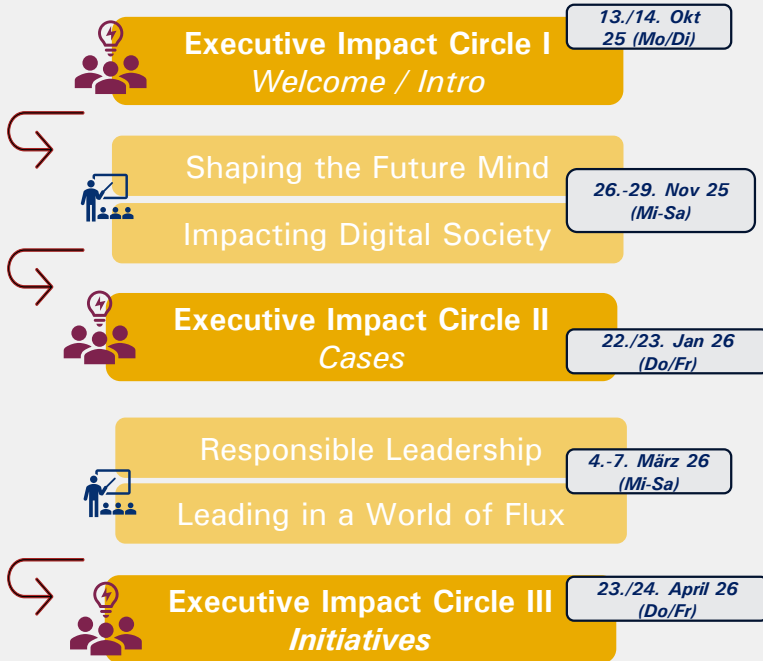 Executive Impact Circle I
Welcome / Intro
13./14. Okt
25 (Mo/Di)
Shaping the Future Mind
Impacting Digital Society
26.-29. Nov 25
(Mi-Sa)
Executive Impact Circle II
Cases
22./23. Jan 26
(Do/Fr)
Responsible Leadership
Leading in a World of Flux
4.-7. März 26
(Mi-Sa)
Executive Impact Circle III
Initiatives
23./24. April 26
(Do/Fr)